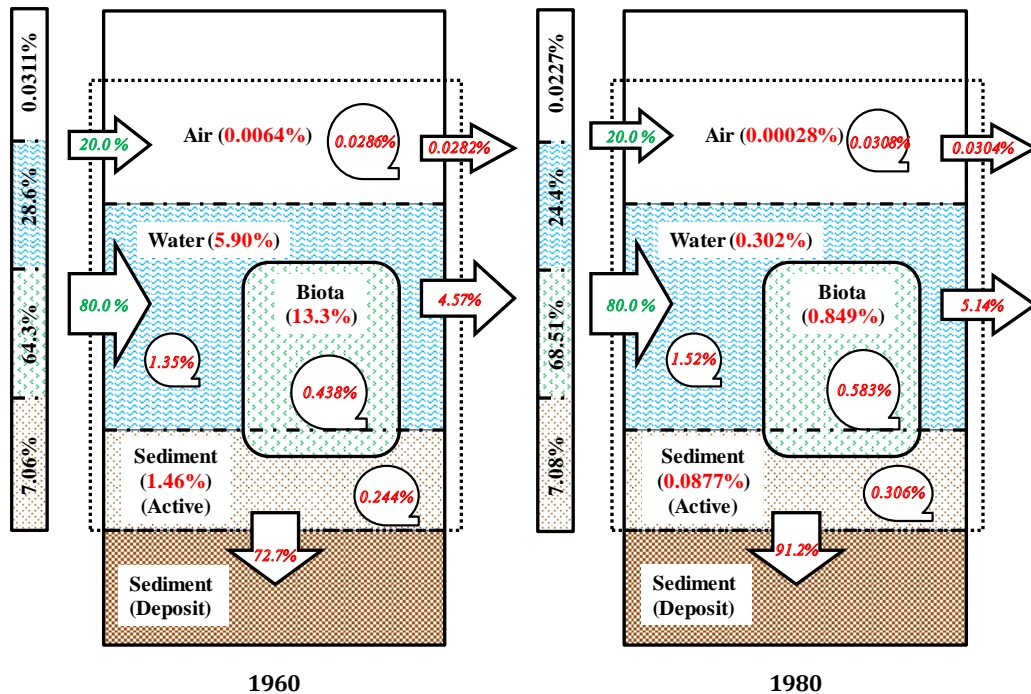 0.0311%
28.6%
64.3%
7.06%
20.0 %
Air (0.0064%)
0.0286%
0.0282%
Water (5.90%)
80.0 %
Biota
(13.3%)
4.57%
1.35%
0.438%
Sediment
(1.46%)
(Active)
0.244%
72.7%
Sediment
(Deposit)
1960
0.0227%
24.4%
68.51%
7.08%
20.0 %
Air (0.00028%)
0.0308%
0.0304%
Water (0.302%)
80.0 %
Biota
(0.849%)
5.14%
1.52%
0.583%
Sediment
(0.0877%)
(Active)
0.306%
91.2%
Sediment
(Deposit)
1980